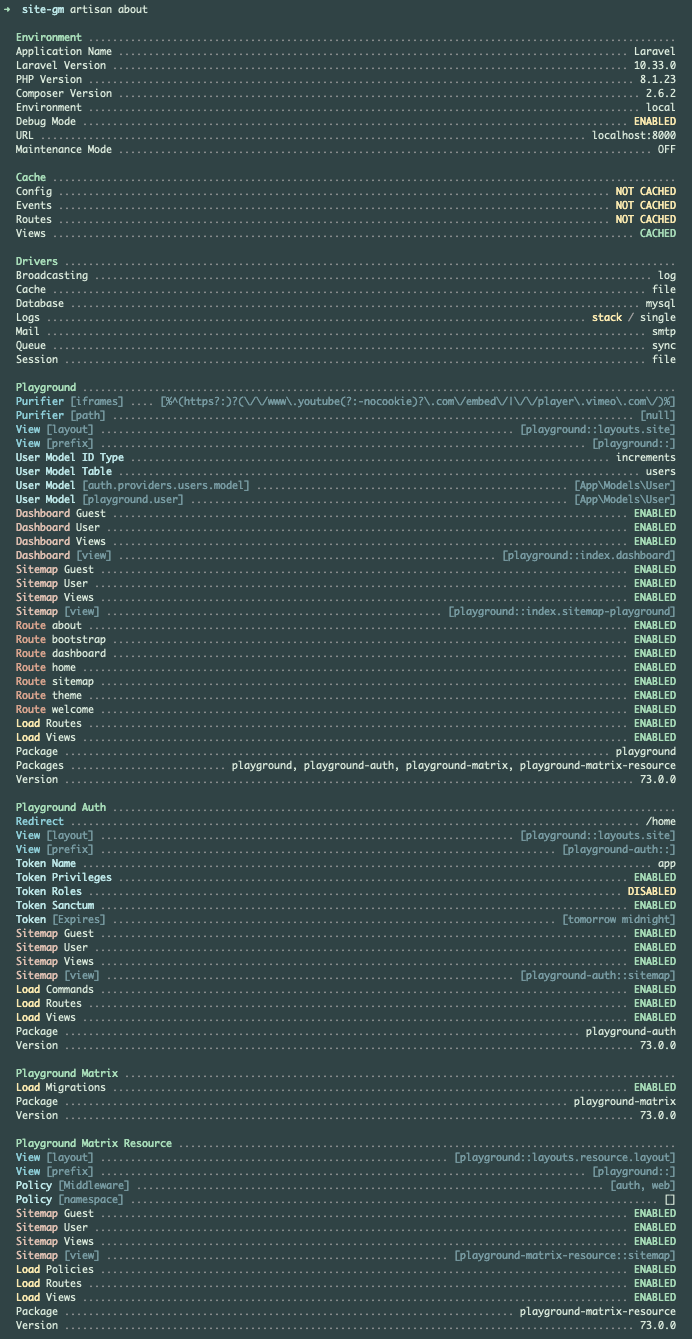 ➜ site-gm artisan about
Environment
Application Name Laravel
Laravel Version 10.33.0
PHP Version 8.1.23
Composer Version 2.6.2
Environment local
Debug Mode ENABLED
URL localhost:8000
Maintenance Mode OFF
Cache
Config NOT CACHED
Events NOT CACHED
Routes NOT CACHED
Views CACHED
Drivers
Broadcasting log
Cache file
Database mysql
Logs stack / single
Mail smtp
Queue sync
Session file
Playground
Purifier [iframes] .... [%^(https?:)?(\/\/www\.youtube(?:-nocookie)?\.com\/embed\/|\/\/player\.vimeo\.com\/)%]
Purifier [path] [null]
View [layout] [playground::layouts.site]
View [prefix] [playground::]
User Model ID Type increments
User Model Table users
User Model [auth.providers.users.model] [App\Models\User]
User Model [playground.user] [App\Models\User]
Dashboard Guest ENABLED
Dashboard User ENABLED
Dashboard Views ENABLED
Dashboard [view] [playground::index.dashboard]
Sitemap Guest ENABLED
Sitemap User ENABLED
Sitemap Views ENABLED
Sitemap [view] [playground::index.sitemap-playground]
Route about ENABLED
Route bootstrap ENABLED
Route dashboard ENABLED
Route home ENABLED
Route sitemap ENABLED
Route theme ENABLED
Route welcome ENABLED
Load Routes ENABLED
Load Views ENABLED
Package playground
Packages playground, playground-auth, playground-matrix, playground-matrix-resource
Version 73.0.0
Playground Auth
Redirect /home
View [layout] [playground::layouts.site]
View [prefix] [playground-auth::]
Token Name app
Token Privileges ENABLED
Token Roles DISABLED
Token Sanctum ENABLED
Token [Expires] [tomorrow midnight]
Sitemap Guest ENABLED
Sitemap User ENABLED
Sitemap Views ENABLED
Sitemap [view] [playground-auth::sitemap]
Load Commands ENABLED
Load Routes ENABLED
Load Views ENABLED
Package playground-auth
Version 73.0.0
Playground Matrix
Load Migrations ENABLED
Package playground-matrix
Version 73.0.0
Playground Matrix Resource
View [layout] [playground::layouts.resource.layout]
View [prefix] [playground::]
Policy [Middleware] [auth, web]
Policy [namespace] []
Sitemap Guest ENABLED
Sitemap User ENABLED
Sitemap Views ENABLED
Sitemap [view] [playground-matrix-resource::sitemap]
Load Policies ENABLED
Load Routes ENABLED
Load Views ENABLED
Package playground-matrix-resource
Version 73.0.0